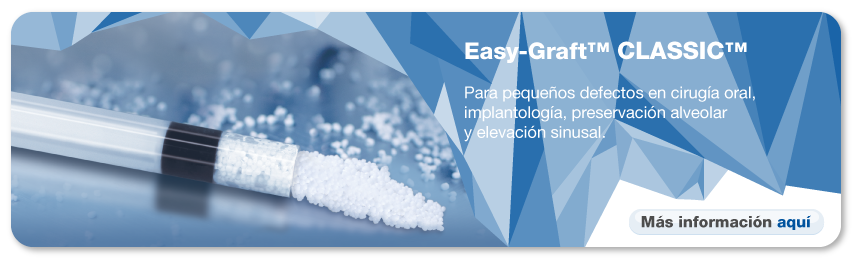 Easy-Graft™ CLASSIC™
Para pequeños defectos en cirugía oral,
implantología, preservación alveolar
y elevación sinusal.
Más información aquí